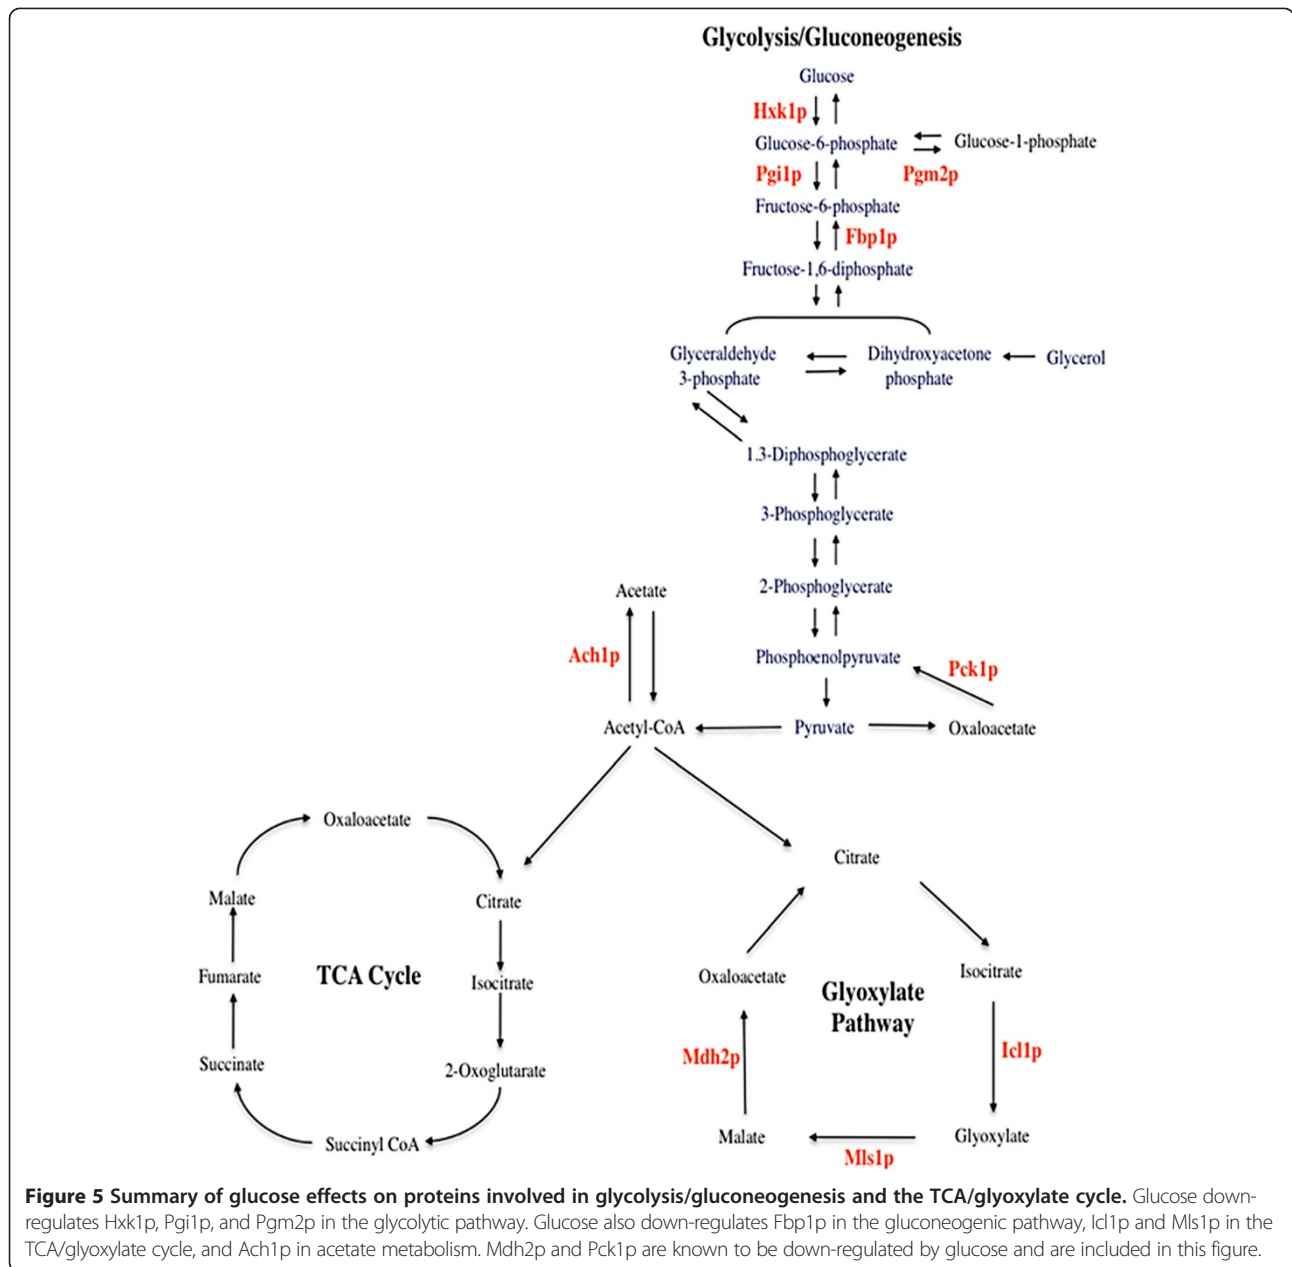 Glycolysis/Gluconeogenesis
Glucose
Hxk1p
Glucose-6-phosphate
Glucose-1-phosphate
Pgi1p
Pgm2p
Fructose-6-phosphate
Fbp1p
Fructose-1,6-diphosphate
Glyceraldehyde
3-phosphate
Dihydroxyacetone
phosphate
Glycerol
1.3-Diphosphoglycerate
3-Phosphoglycerate
2-Phosphoglycerate
Acetate
Ach1p
Phosphoenolpyruvate
Pck1p
Acetyl-CoA
Pyruvate
Oxaloacetate
Oxaloacetate
Malate
Citrate
Fumarate
TCA Cycle
Isocitrate
Succinate
2-Oxoglutarate
Succinyl CoA
Citrate
Oxaloacetate
Isocitrate
Glyoxylate
Pathway
Mdh2p
Icl1p
Malate
Glyoxylate
Mls1p
Figure 5 Summary of glucose effects on proteins involved in glycolysis/gluconeogenesis and the TCA/glyoxylate cycle. Glucose down-
regulates Hxk1p, Pgi1p, and Pgm2p in the glycolytic pathway. Glucose also down-regulates Fbp1p in the gluconeogenic pathway, Icl1p and Mls1p in the
TCA/glyoxylate cycle, and Ach1p in acetate metabolism. Mdh2p and Pck1p are known to be down-regulated by glucose and are included in this figure.